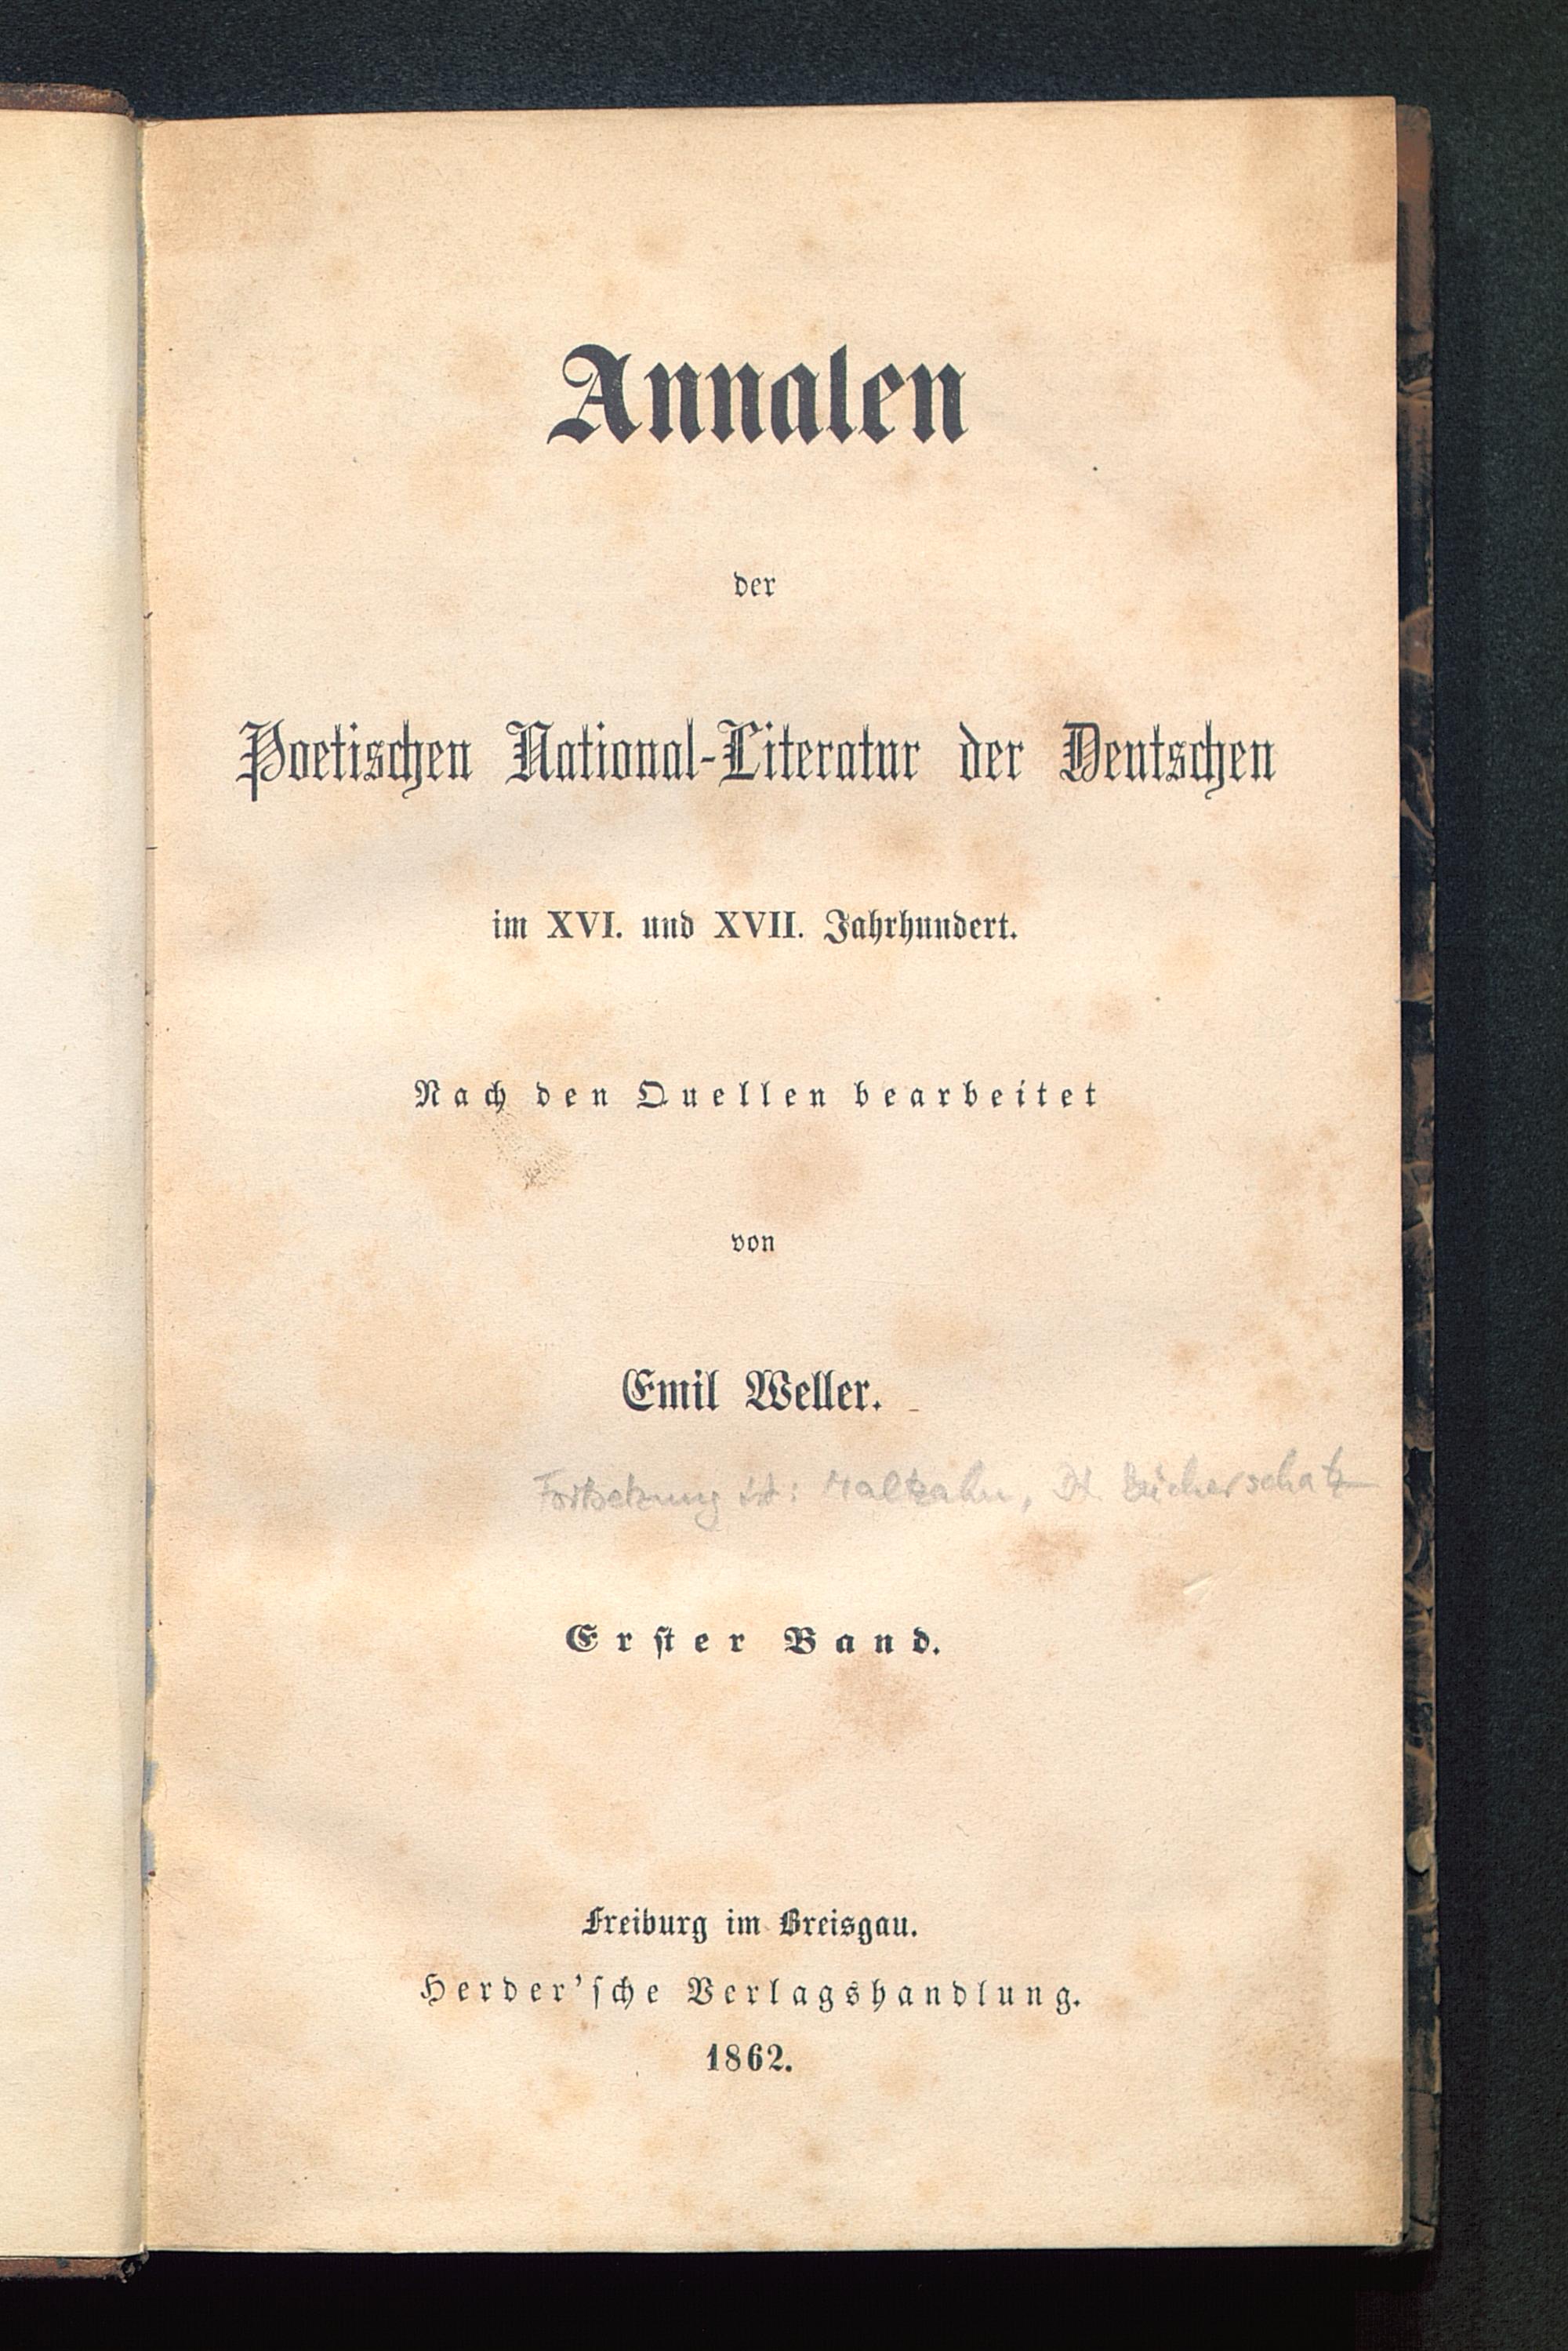 Annalen
der
Poetischen National-Literatur der Deutschen
im XVI. und XVII. Jahrhundert.
Nach den Quellen bearbeitet
von
Emil Weller.
Fortsetzung ist: Maltzahn, Dt. Bücherschatz
Erster Band.
Freiburg im Breisgau.
Herder'sche Verlagshandlung.
1862.